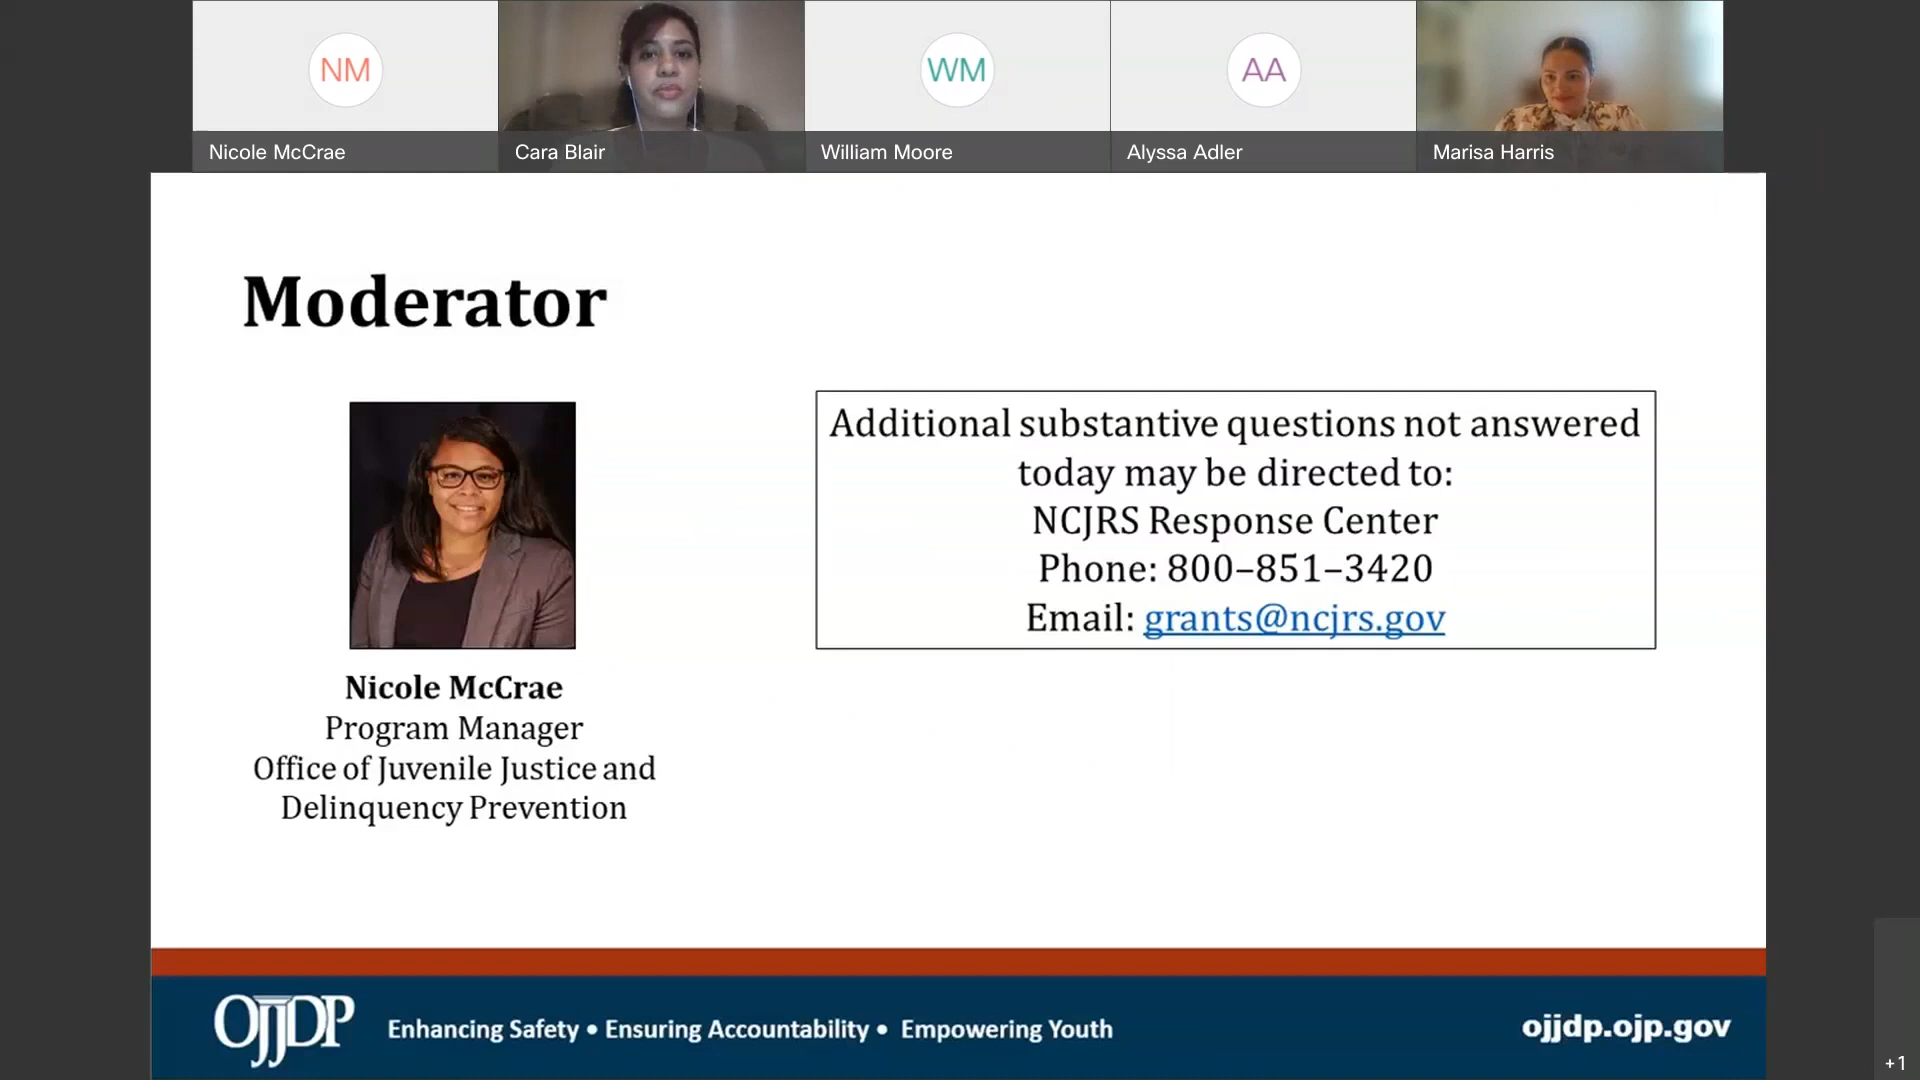 NM
WM
AA
Nicole McCrae
Cara Blair
William Moore
Alyssa Adler
Marisa Harris
Moderator
Additional substantive questions not answered
today may be directed to:
NCJRS Response Center
Phone: 800–851–3420
Email: grants@ncjrs.gov
Nicole McCrae
Program Manager
Office of Juvenile Justice and
Delinquency Prevention
OJJDP
Enhancing Safety • Ensuring Accountability • Empowering Youth
ojjdp.ojp.gov
+1